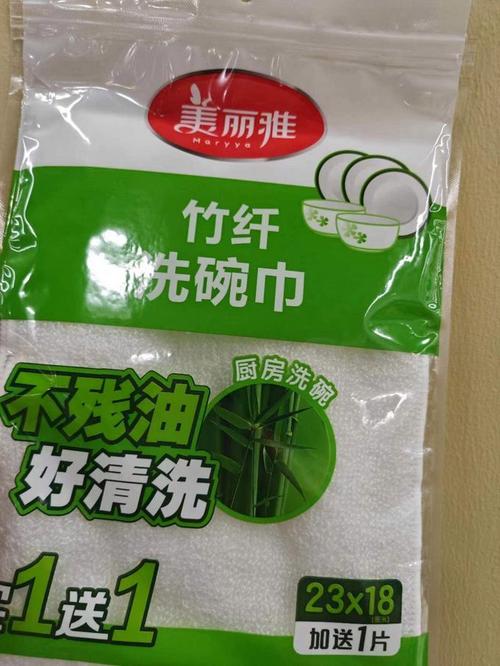 美丽雅
Maryya
竹纤
洗碗巾
厨房洗碗
不残油
好清洗
1送1
23x18
厘米
加送1片